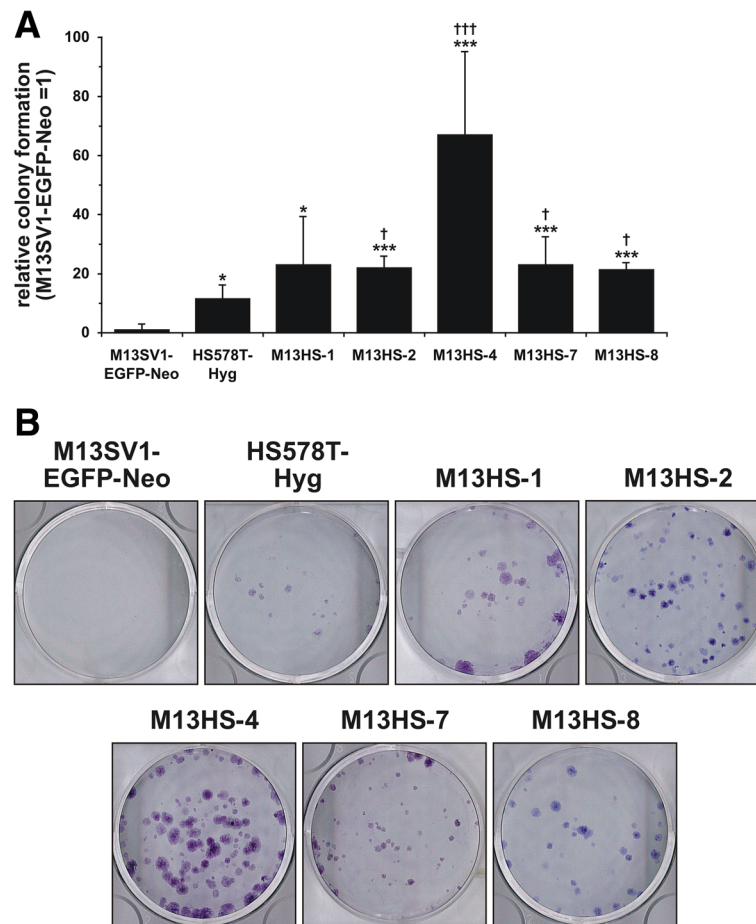 A
relative colony formation
(M13SV1-EGFP-Neo =1)
100
80
60
40
20
0
*
*
†
***
†††
***
†
***
†
***
M13SV1-
EGFP-Neo
HS578T-
Hyg
M13HS-1
M13HS-2
M13HS-4
M13HS-7
M13HS-8
B
M13SV1-
EGFP-Neo
HS578T-
Hyg
M13HS-1
M13HS-2
M13HS-4
M13HS-7
M13HS-8